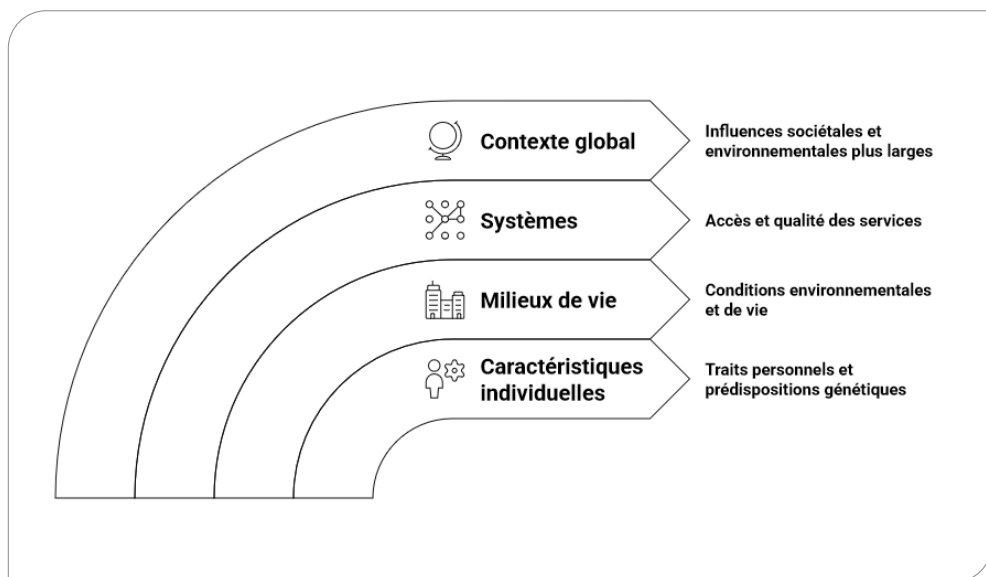 Contexte global
Influences sociétales et
environnementales plus larges
Systèmes
Accès et qualité des services
Milieux de vie
Conditions environnementales
et de vie
Caractéristiques
individuelles
Traits personnels et
prédispositions génétiques